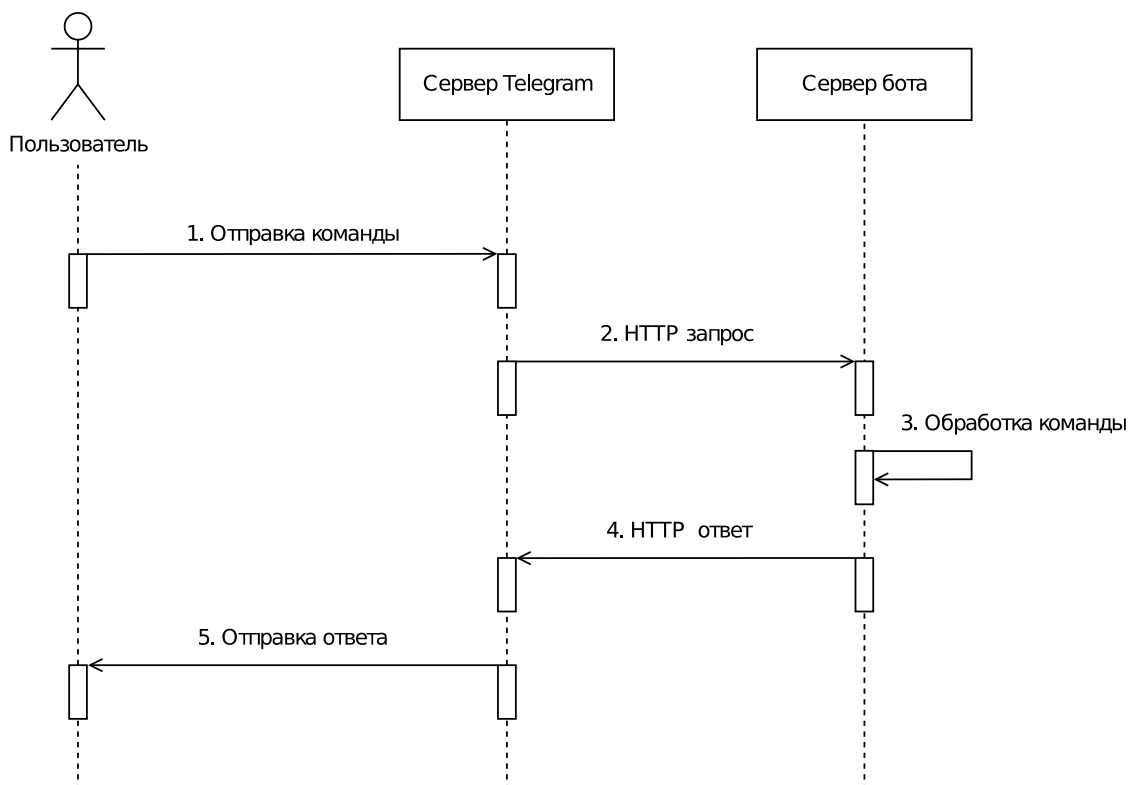 Сервер Telegram
Сервер бота
Пользователь
1. Отправка команды
2. HTTP запрос
3. Обработка команды
4. HTTP ответ
5. Отправка ответа